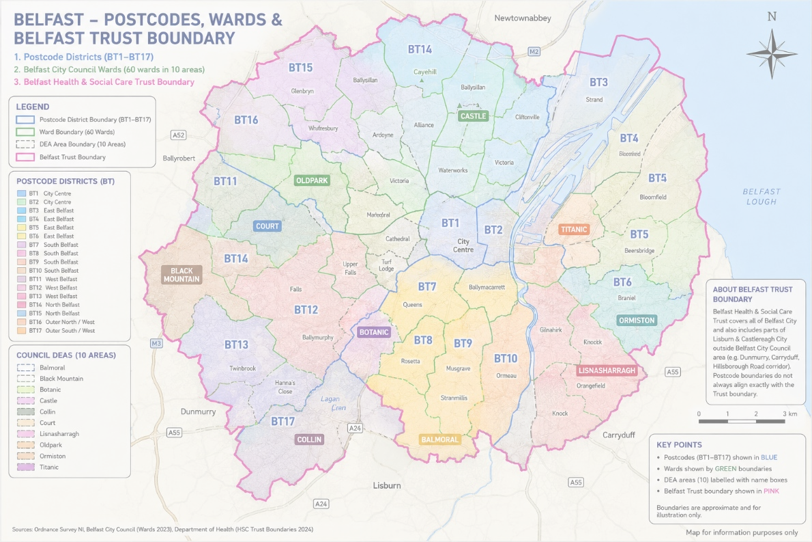 BELFAST – POSTCODES, WARDS &
BELFAST TRUST BOUNDARY
1. Postcode Districts (BT1–BT17)
2. Belfast City Council Wards (60 wards in 10 areas)
3. Belfast Health & Social Care Trust Boundary
LEGEND
Postcode District Boundary (BT1–BT17)
Ward Boundary (60 Wards)
DEA Area Boundary (10 Areas)
Belfast Trust Boundary
POSTCODE DISTRICTS (BT)
BT1 City Centre
BT2 City Centre
BT3 East Belfast
BT4 East Belfast
BT5 East Belfast
BT6 East Belfast
BT7 South Belfast
BT8 South Belfast
BT9 South Belfast
BT10 South Belfast
BT11 West Belfast
BT12 West Belfast
BT13 West Belfast
BT14 North Belfast
BT15 North Belfast
BT16 Outer North / West
BT17 Outer South / West
COUNCIL DEAS (10 AREAS)
Balmoral
Black Mountain
Botanic
Castle
Collin
Court
Lisnasharragh
Oldpark
Ormiston
Titanic
Newtownabbey
N
M2
BT14
Cavehill
BT15
Ballysillan
Ballysillan
BT3
Strand
BT16
CASTLE
Cliftonville
Whitesbury
Ardoyne
Alliance
BT4
A52
Ballyrobert
Victoria
Waterworks
BT5
Bloomfield
BELFAST
LOUGH
BT11
OLDPARK
Victoria
COURT
BT1
City
Centre
BT2
TITANIC
BT5
Cathedral
BT14
Turf
Lodge
Upper
Falls
BLACK
MOUNTAIN
BT6
BT7
Ballymacarett
Falls
Queens
BT12
ORMISTON
BOTANIC
M3
BT13
Ballymurphy
BT8
BT9
BT10
Knock
Rosetta
Musgrave
Ormeau
LISNASHARRAGH
A55
Twinbrook
Orangefield
Stranmillis
Dunmurry
BT17
Knock
A55
COLLIN
A24
BALMORAL
Carryduff
A55
Lisburn
A24
ABOUT BELFAST TRUST
BOUNDARY
Belfast Health & Social Care
Trust covers all of Belfast City
and also includes parts of
Lisburn & Castlereagh City
outside Belfast City Council
area (e.g. Dunmurry, Carryduff,
Hillsborough Road corridor).
Postcode boundaries do not
always align exactly with the
Trust boundary.
0 1 2 3 km
KEY POINTS
• Postcodes (BT1–BT17) shown in BLUE
• Wards shown by GREEN boundaries
• DEA areas (10) labelled with name boxes
• Belfast Trust boundary shown in PINK
Boundaries are approximate and for
illustration only.
Sources: Ordnance Survey NI, Belfast City Council (Wards 2023), Department of Health (HSC Trust Boundaries 2024)
Map for information purposes only